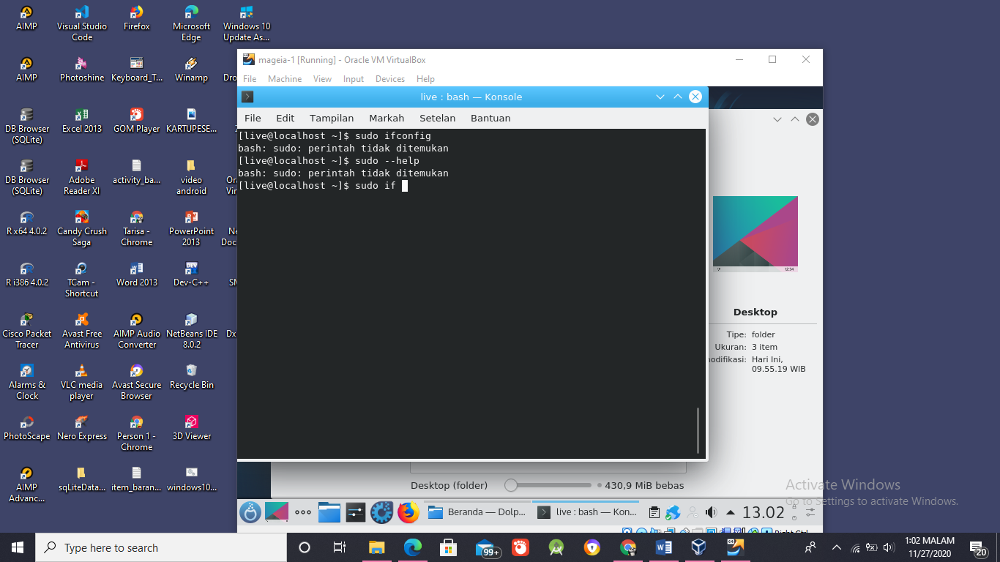 AIMP
Visual Studio Code
Firefox
Microsoft Edge
Windows 10 Update As...
AIMP
Photoshine
Keyboard_T...
Winamp
Dro
DB Browser (SQLite)
Excel 2013
GOM Player
KARTUPESE...
DB Browser (SQLite)
Adobe Reader XI
activity_ba...
video android
R x64 4.0.2
Candy Crush Saga
Tarisa - Chrome
PowerPoint 2013
R i386 4.0.2
TCam - Shortcut
Word 2013
Dev-C++
Cisco Packet Tracer
Avast Free Antivirus
AIMP Audio Converter
NetBeans IDE 8.0.2
Alarms & Clock
VLC media player
Avast Secure Browser
Recycle Bin
PhotoScape
Nero Express
Person 1 - Chrome
3D Viewer
AIMP Advanc...
sqLiteData...
item_baran...
windows10...
mageia-1 [Running] - Oracle VM VirtualBox
File Machine View Input Devices Help
live : bash — Konsole
File Edit Tampilan Markah Setelan Bantuan
[live@localhost ~]$ sudo ifconfig
bash: sudo: perintah tidak ditemukan
[live@localhost ~]$ sudo --help
bash: sudo: perintah tidak ditemukan
[live@localhost ~]$ sudo if
12:34
Desktop
Tipe: folder
Ukuran: 3 item
odifikasi: Hari Ini,
09.55.19 WIB
Desktop (folder)
430,9 MiB bebas
Beranda — Dolp...
live : bash — Kon...
13.02
Activate Windows
Go to Settings to activate Windows.
Right Ctrl
Type here to search
99+
64
1:02 MALAM
11/27/2020
20